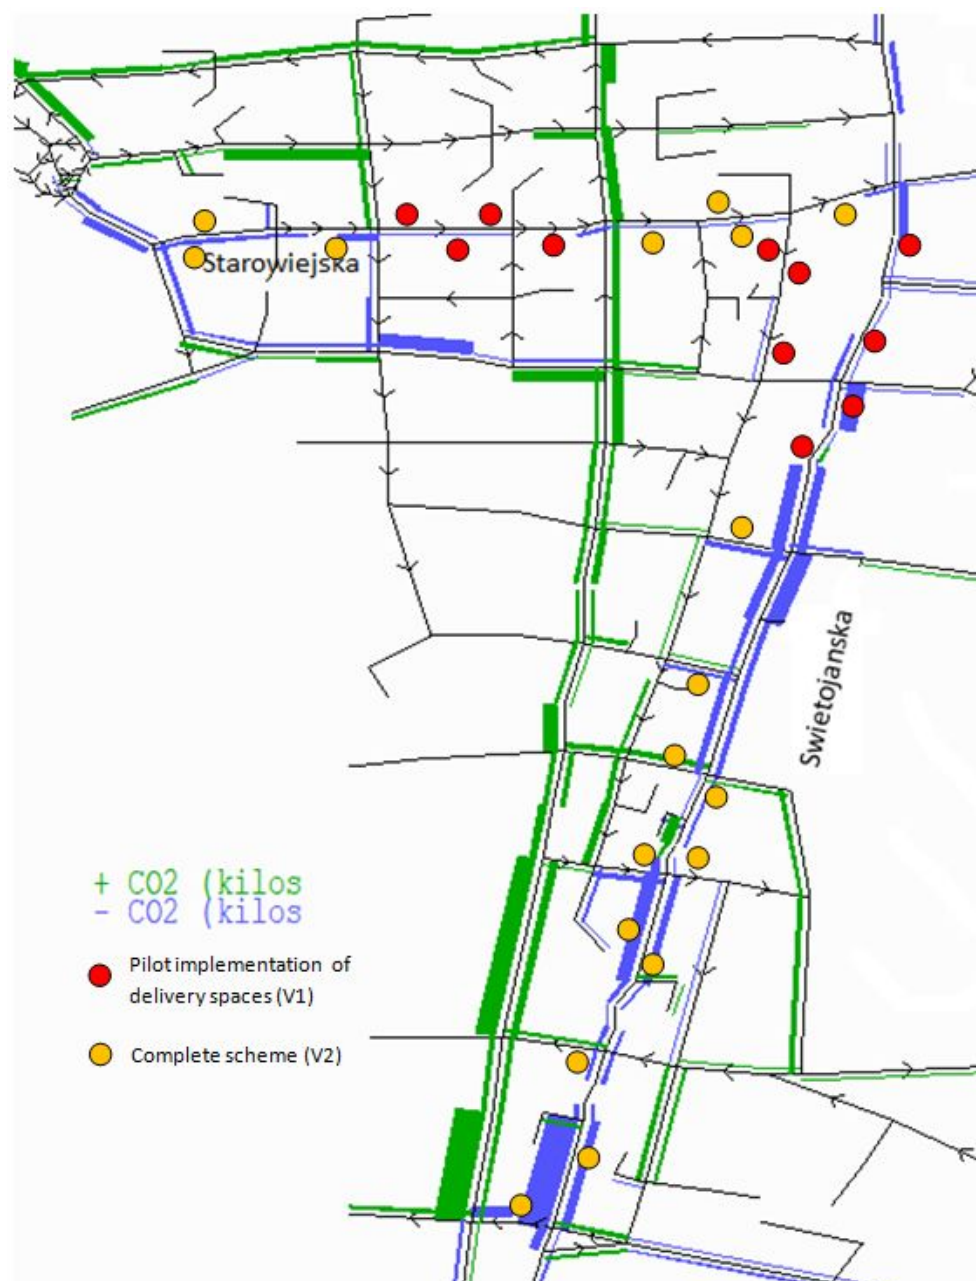 Starowiejska
Swietojanska
+ CO2 (kilos
- CO2 (kilos
Pilot implementation of
delivery spaces (V1)
Complete scheme (V2)